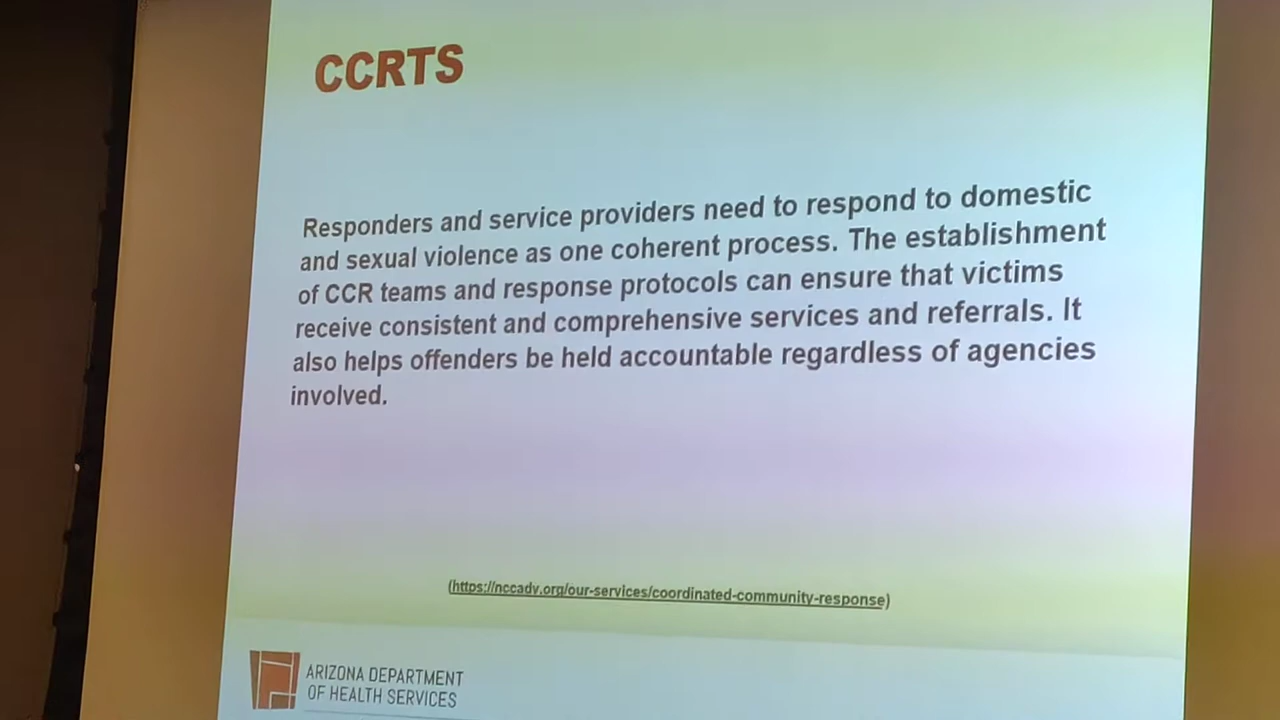 CCRTS
Responders and service providers need to respond to domestic
and sexual violence as one coherent process. The establishment
of CCR teams and response protocols can ensure that victims
receive consistent and comprehensive services and referrals. It
also helps offenders be held accountable regardless of agencies
involved.
(https://nccadv.org/our-services/coordinated-community-response)
ARIZONA DEPARTMENT
OF HEALTH SERVICES